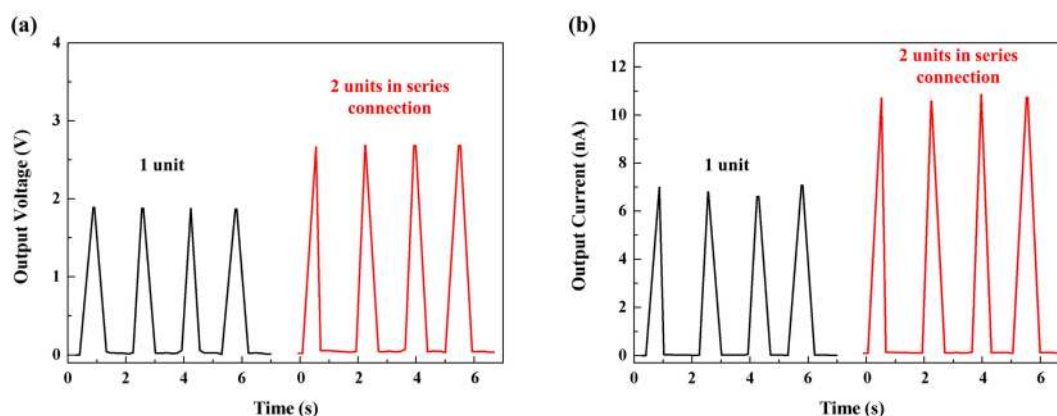 (a)
4
3
2
1
0
Output Voltage (V)
1 unit
2 units in series
connection
0 2 4 6 0 2 4 6
Time (s)
(b)
12
10
8
6
4
2
0
Output Current (nA)
1 unit
2 units in series
connection
0 2 4 6 0 2 4 6
Time (s)